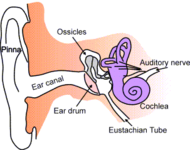 Ossicles
Pinna
Auditory nerve
Ear canal
Ear drum
Cochlea
Eustachian Tube